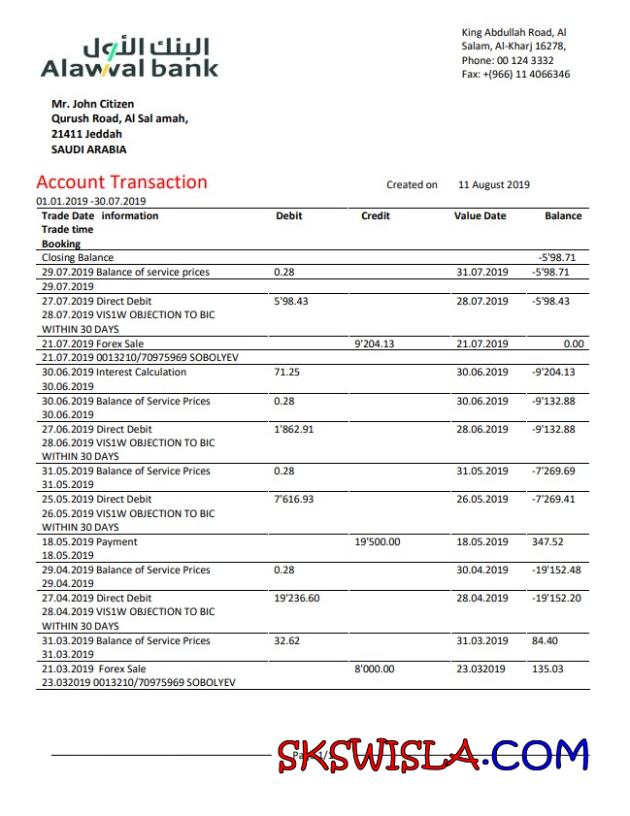 البنك الأول
Alawwal bank
King Abdullah Road, Al
Salam, Al-Kharj 16278,
Phone: 00 124 3332
Fax: +(966) 11 4066346
Mr. John Citizen
Qurush Road, Al Sal amah,
21411 Jeddah
SAUDI ARABIA
Account Transaction Created on 11 August 2019
01.01.2019 -30.07.2019
Trade Date information Debit Credit Value Date Balance
Trade time
Booking
Closing Balance -5'98.71
29.07.2019 Balance of service prices 0.28 31.07.2019 -5'98.71
29.07.2019
27.07.2019 Direct Debit 5'98.43 28.07.2019 -5'98.43
28.07.2019 VIS1W OBJECTION TO BIC
WITHIN 30 DAYS
21.07.2019 Forex Sale 9'204.13 21.07.2019 0.00
21.07.2019 0013210/70975969 SOBOLYEV
30.06.2019 Interest Calculation 71.25 30.06.2019 -9'204.13
30.06.2019
30.06.2019 Balance of Service Prices 0.28 30.06.2019 -9'132.88
30.06.2019
27.06.2019 Direct Debit 1'862.91 28.06.2019 -9'132.88
28.06.2019 VIS1W OBJECTION TO BIC
WITHIN 30 DAYS
31.05.2019 Balance of Service Prices 0.28 31.05.2019 -7'269.69
31.05.2019
25.05.2019 Direct Debit 7'616.93 26.05.2019 -7'269.41
26.05.2019 VIS1W OBJECTION TO BIC
WITHIN 30 DAYS
18.05.2019 Payment 19'500.00 18.05.2019 347.52
18.05.2019
29.04.2019 Balance of Service Prices 0.28 30.04.2019 -19'152.48
29.04.2019
27.04.2019 Direct Debit 19'236.60 28.04.2019 -19'152.20
28.04.2019 VIS1W OBJECTION TO BIC
WITHIN 30 DAYS
31.03.2019 Balance of Service Prices 32.62 31.03.2019 84.40
31.03.2019
21.03.2019 Forex Sale 8'000.00 23.032019 135.03
23.032019 0013210/70975969 SOBOLYEV
SKSWISLA.COM